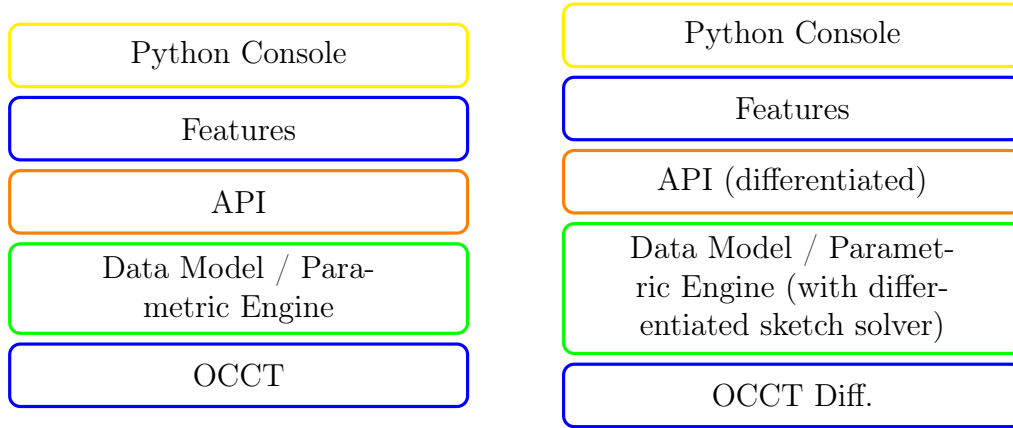 Python Console
Features
API
Data Model / Para-
metric Engine
OCCT
Python Console
Features
API (differentiated)
Data Model / Paramet-
ric Engine (with differ-
entiated sketch solver)
OCCT Diff.